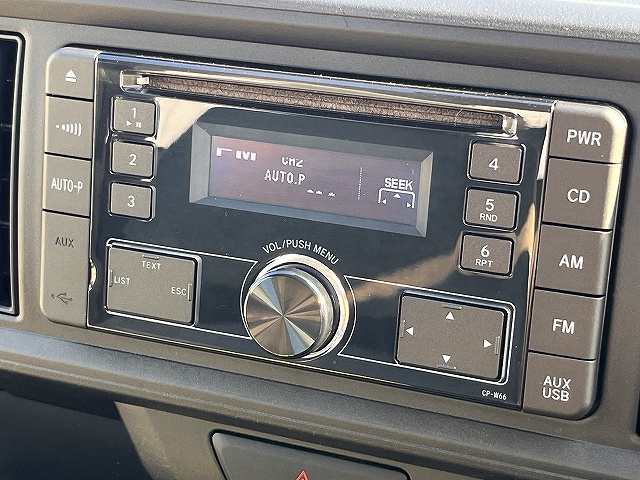 1
2
3
AUTO-P
AUX
FM CH2
AUTO.P
SEEK
4
5
RND
6
RPT
PWR
CD
AM
FM
AUX
USB
VOL/PUSH MENU
TEXT
LIST
ESC
CP-W66